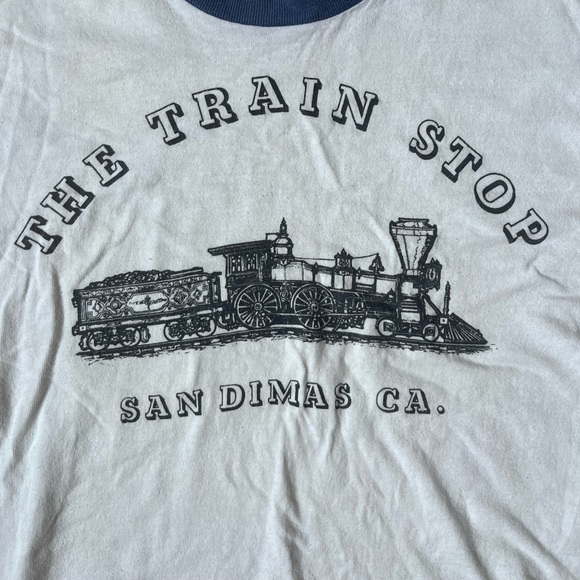 THE TRAIN STOP
SAN DIMAS CA.